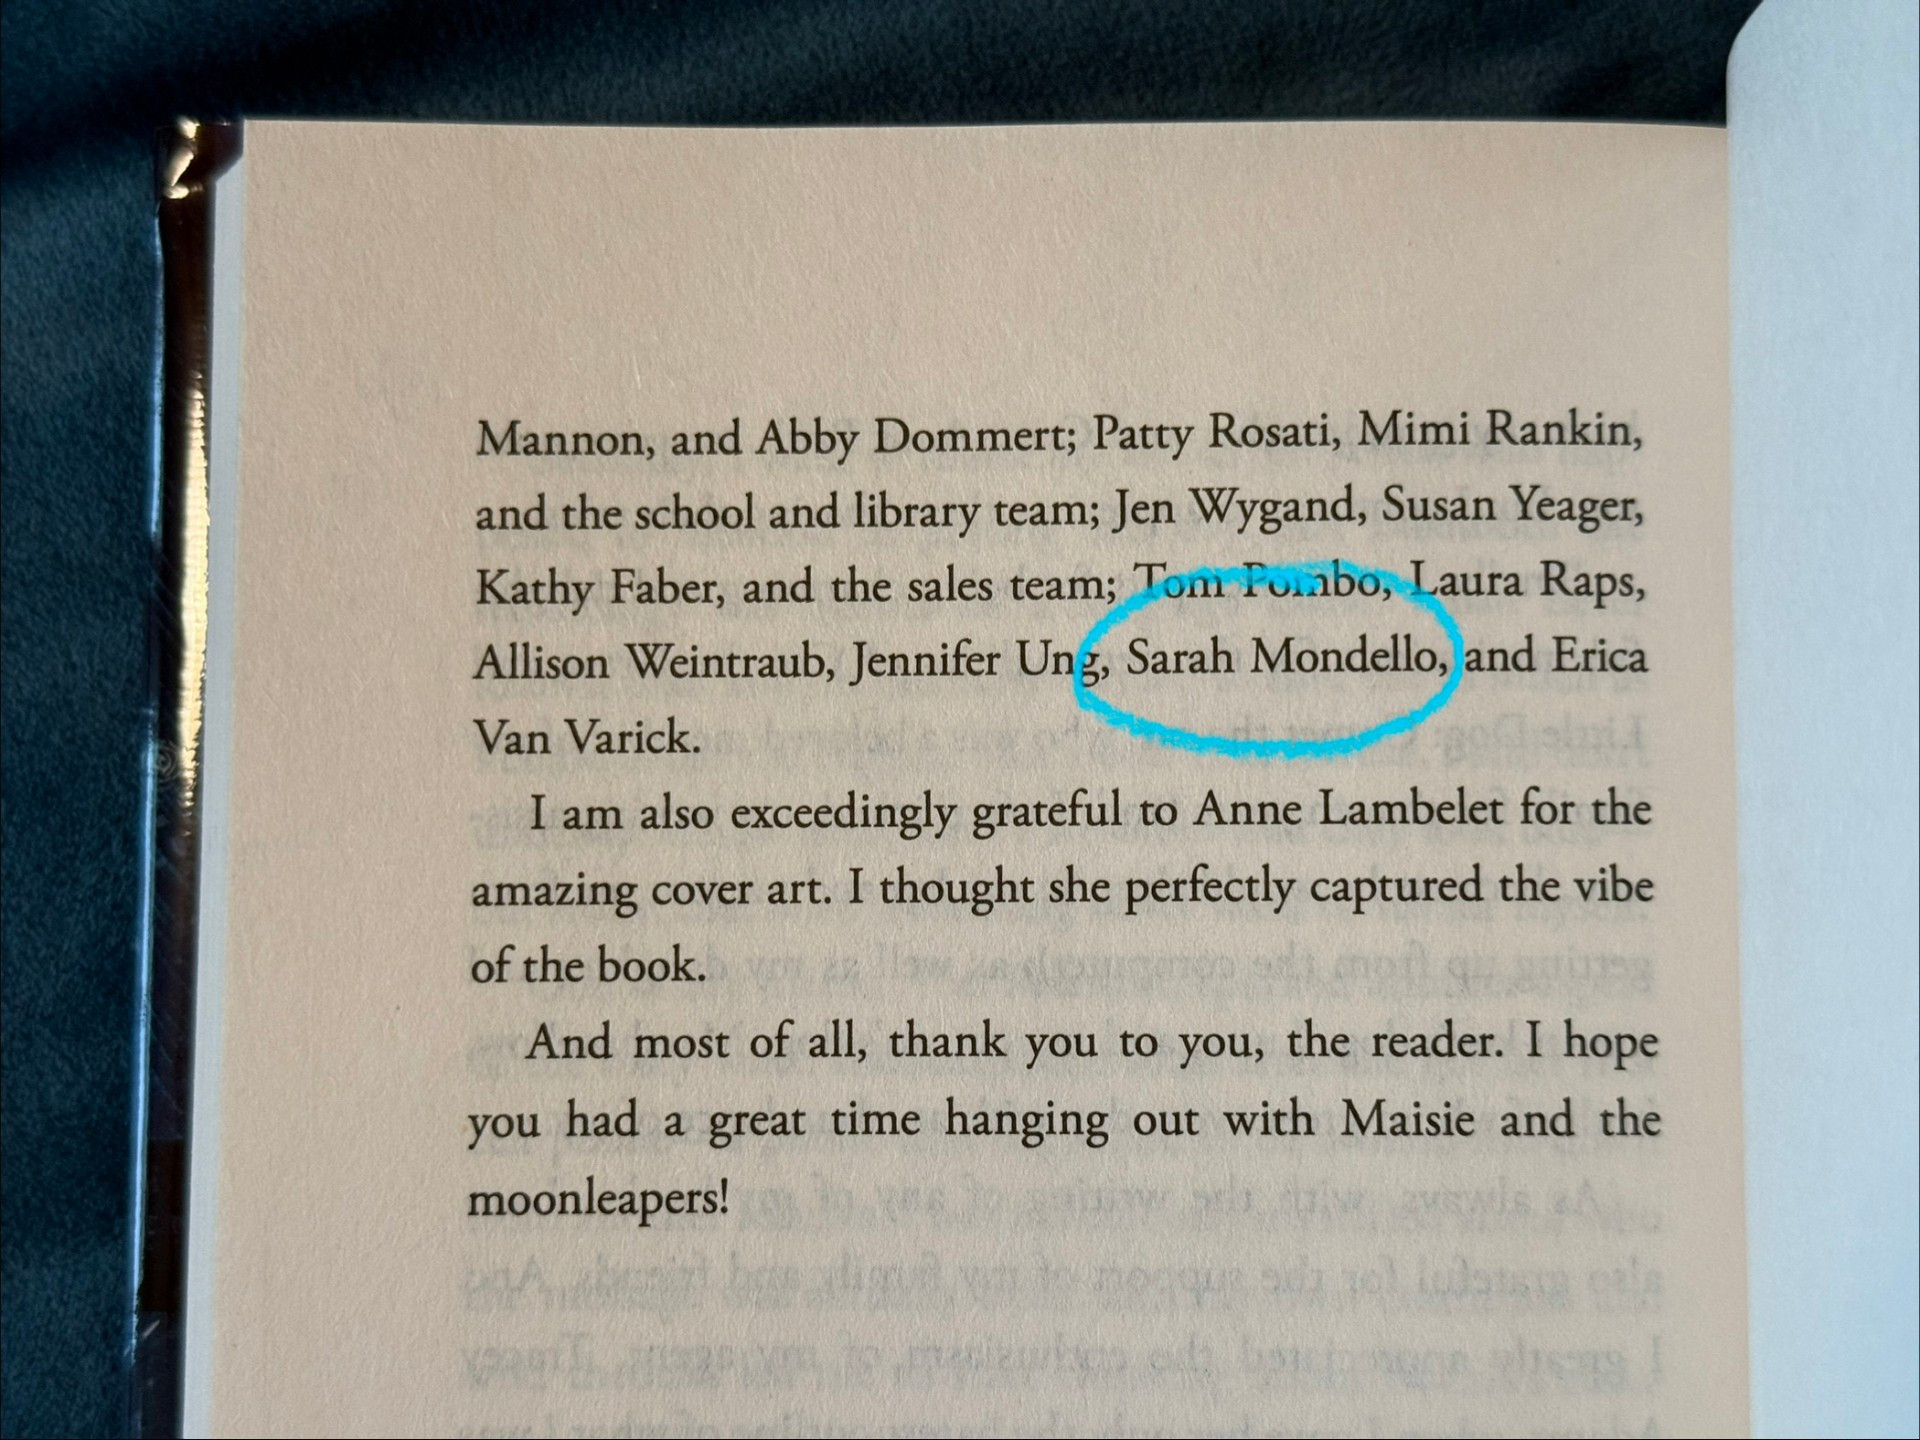 Mannon, and Abby Dommert; Patty Rosati, Mimi Rankin,
and the school and library team; Jen Wygand, Susan Yeager,
Kathy Faber, and the sales team; Tom Pombo, Laura Raps,
Allison Weintraub, Jennifer Ung, Sarah Mondello, and Erica
Van Varick.
I am also exceedingly grateful to Anne Lambelet for the
amazing cover art. I thought she perfectly captured the vibe
of the book.
And most of all, thank you to you, the reader. I hope
you had a great time hanging out with Maisie and the
moonleapers!